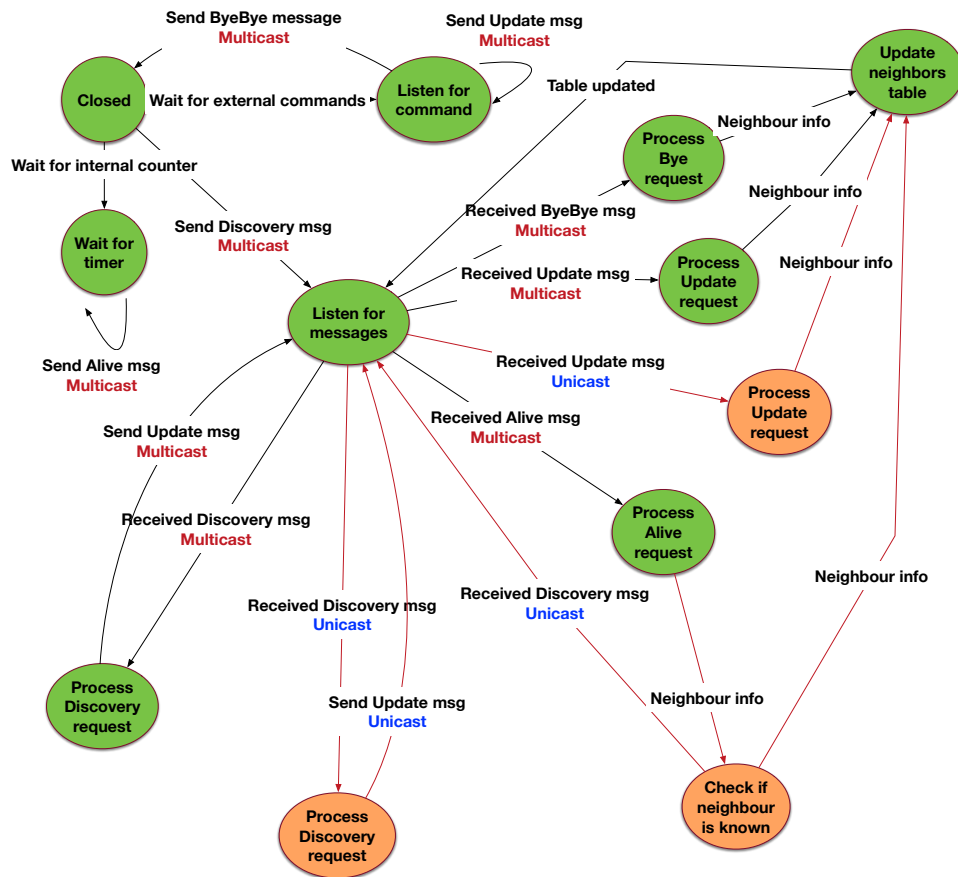 Send ByeBye message
Multicast
Send Update msg
Multicast
Update
neighbors
table
Closed
Wait for external commands
Listen for
command
Table updated
Neighbour info
Process
Bye
request
Wait for internal counter
Neighbour info
Received ByeBye msg
Multicast
Send Discovery msg
Multicast
Wait for
timer
Process
Update
request
Neighbour info
Received Update msg
Multicast
Listen for
messages
Send Alive msg
Multicast
Received Update msg
Unicast
Process
Update
request
Received Alive msg
Multicast
Send Update msg
Multicast
Received Discovery msg
Multicast
Process
Alive
request
Neighbour info
Received Discovery msg
Unicast
Received Discovery msg
Unicast
Process
Discovery
request
Send Update msg
Unicast
Neighbour info
Check if
neighbour
is known
Process
Discovery
request